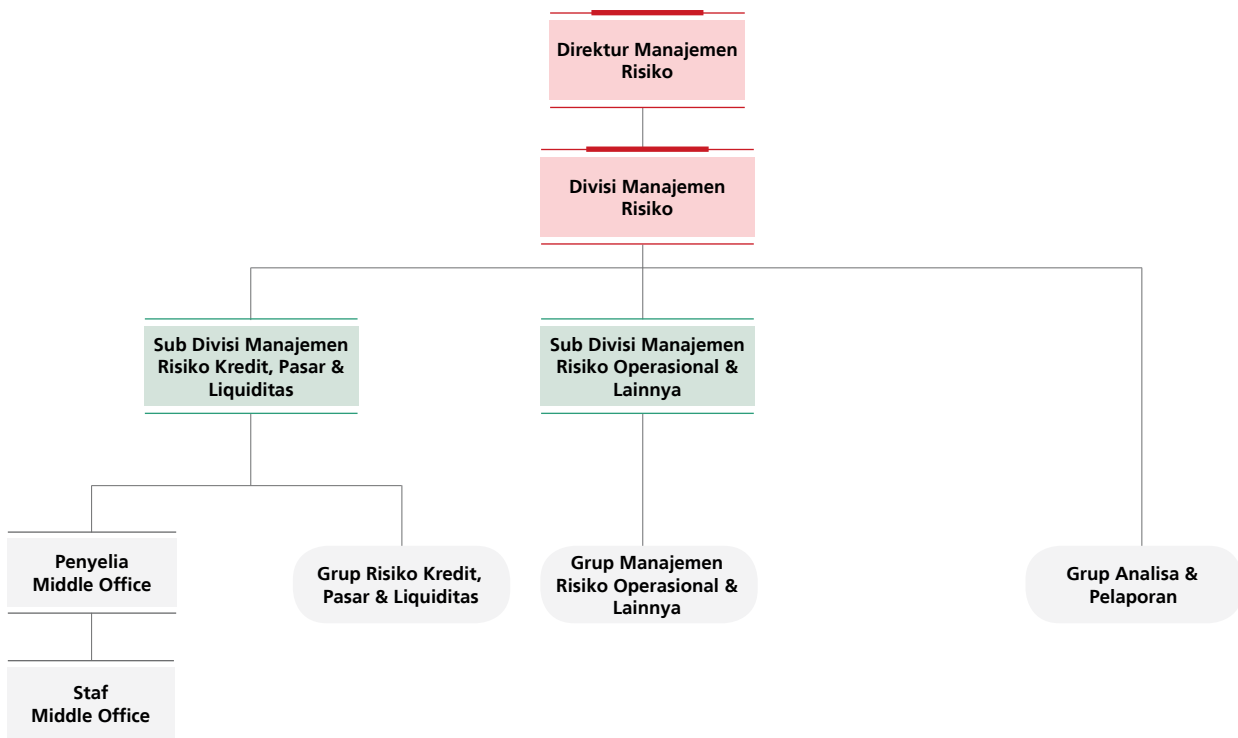 Direktur Manajemen
Risiko
Divisi Manajemen
Risiko
Sub Divisi Manajemen
Risiko Kredit, Pasar &
Liquiditas
Sub Divisi Manajemen
Risiko Operasional &
Lainnya
Penyelia
Middle Office
Grup Risiko Kredit,
Pasar & Liquiditas
Grup Manajemen
Risiko Operasional &
Lainnya
Grup Analisa &
Pelaporan
Staf
Middle Office